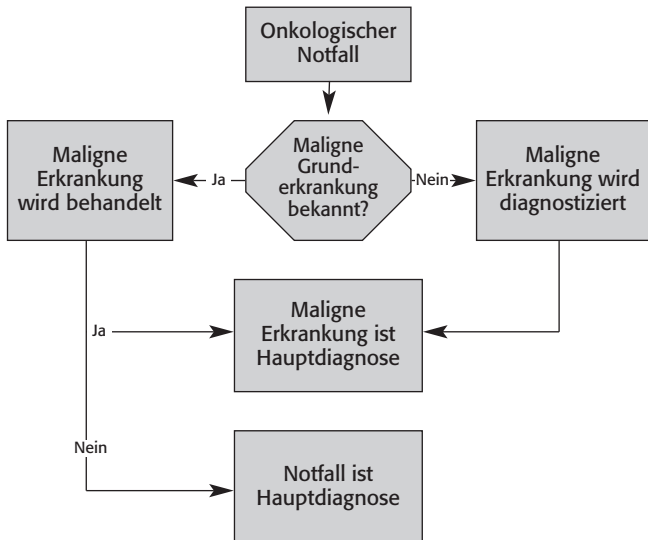 Onkologischer
Notfall
Maligne
Erkrankung
wird behandelt
Ja
Maligne
Grund-
erkrankung
bekannt?
Nein
Maligne
Erkrankung wird
diagnostiziert
Ja
Maligne
Erkrankung ist
Hauptdiagnose
Nein
Notfall ist
Hauptdiagnose